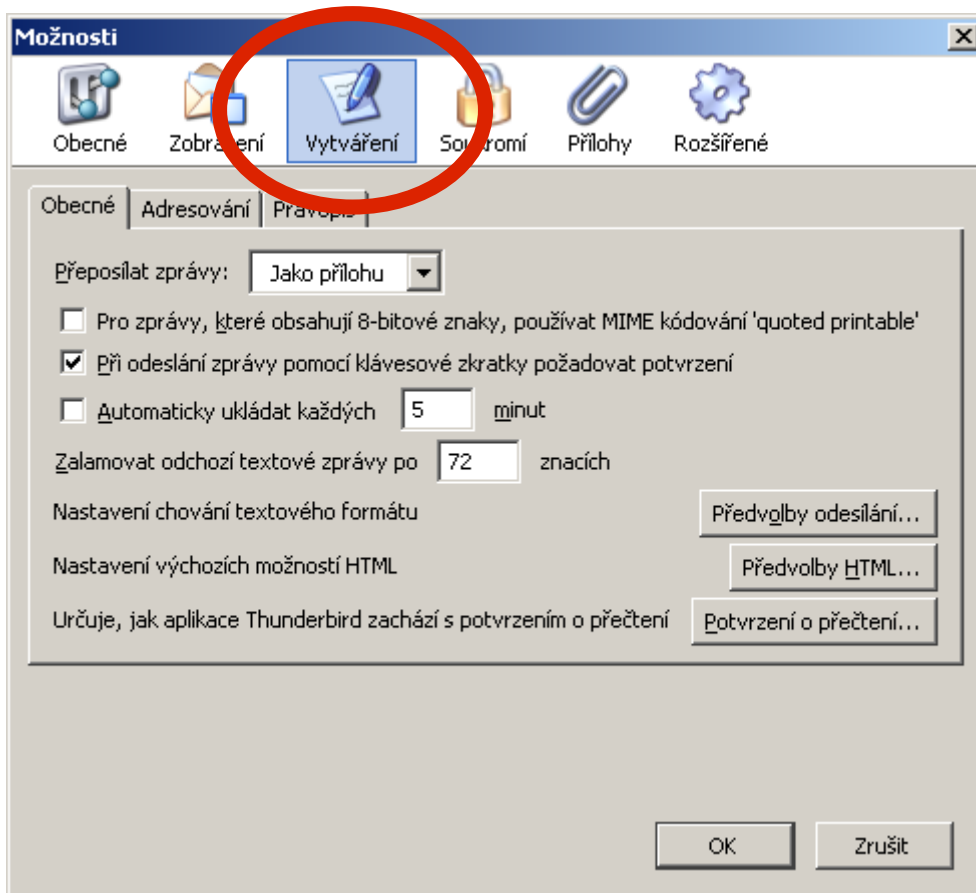 Možnosti
Obecné Zobrazení Vytváření Soukromí Přílohy Rozšířené
Obecné Adresování Pravopis
Přeposílat zprávy: Jako přílohu
Pro zprávy, které obsahují 8-bitové znaky, používat MIME kódování 'quoted printable'
Při odeslání zprávy pomocí klávesové zkratky požadovat potvrzení
Automaticky ukládat každých 5 minut
Zalamovat odchozí textové zprávy po 72 znacích
Nastavení chování textového formátu Předvolby odesílání...
Nastavení výchozích možností HTML Předvolby HTML...
Určuje, jak aplikace Thunderbird zachází s potvrzením o přečtení Potvrzení o přečtení...
OK Zrušit